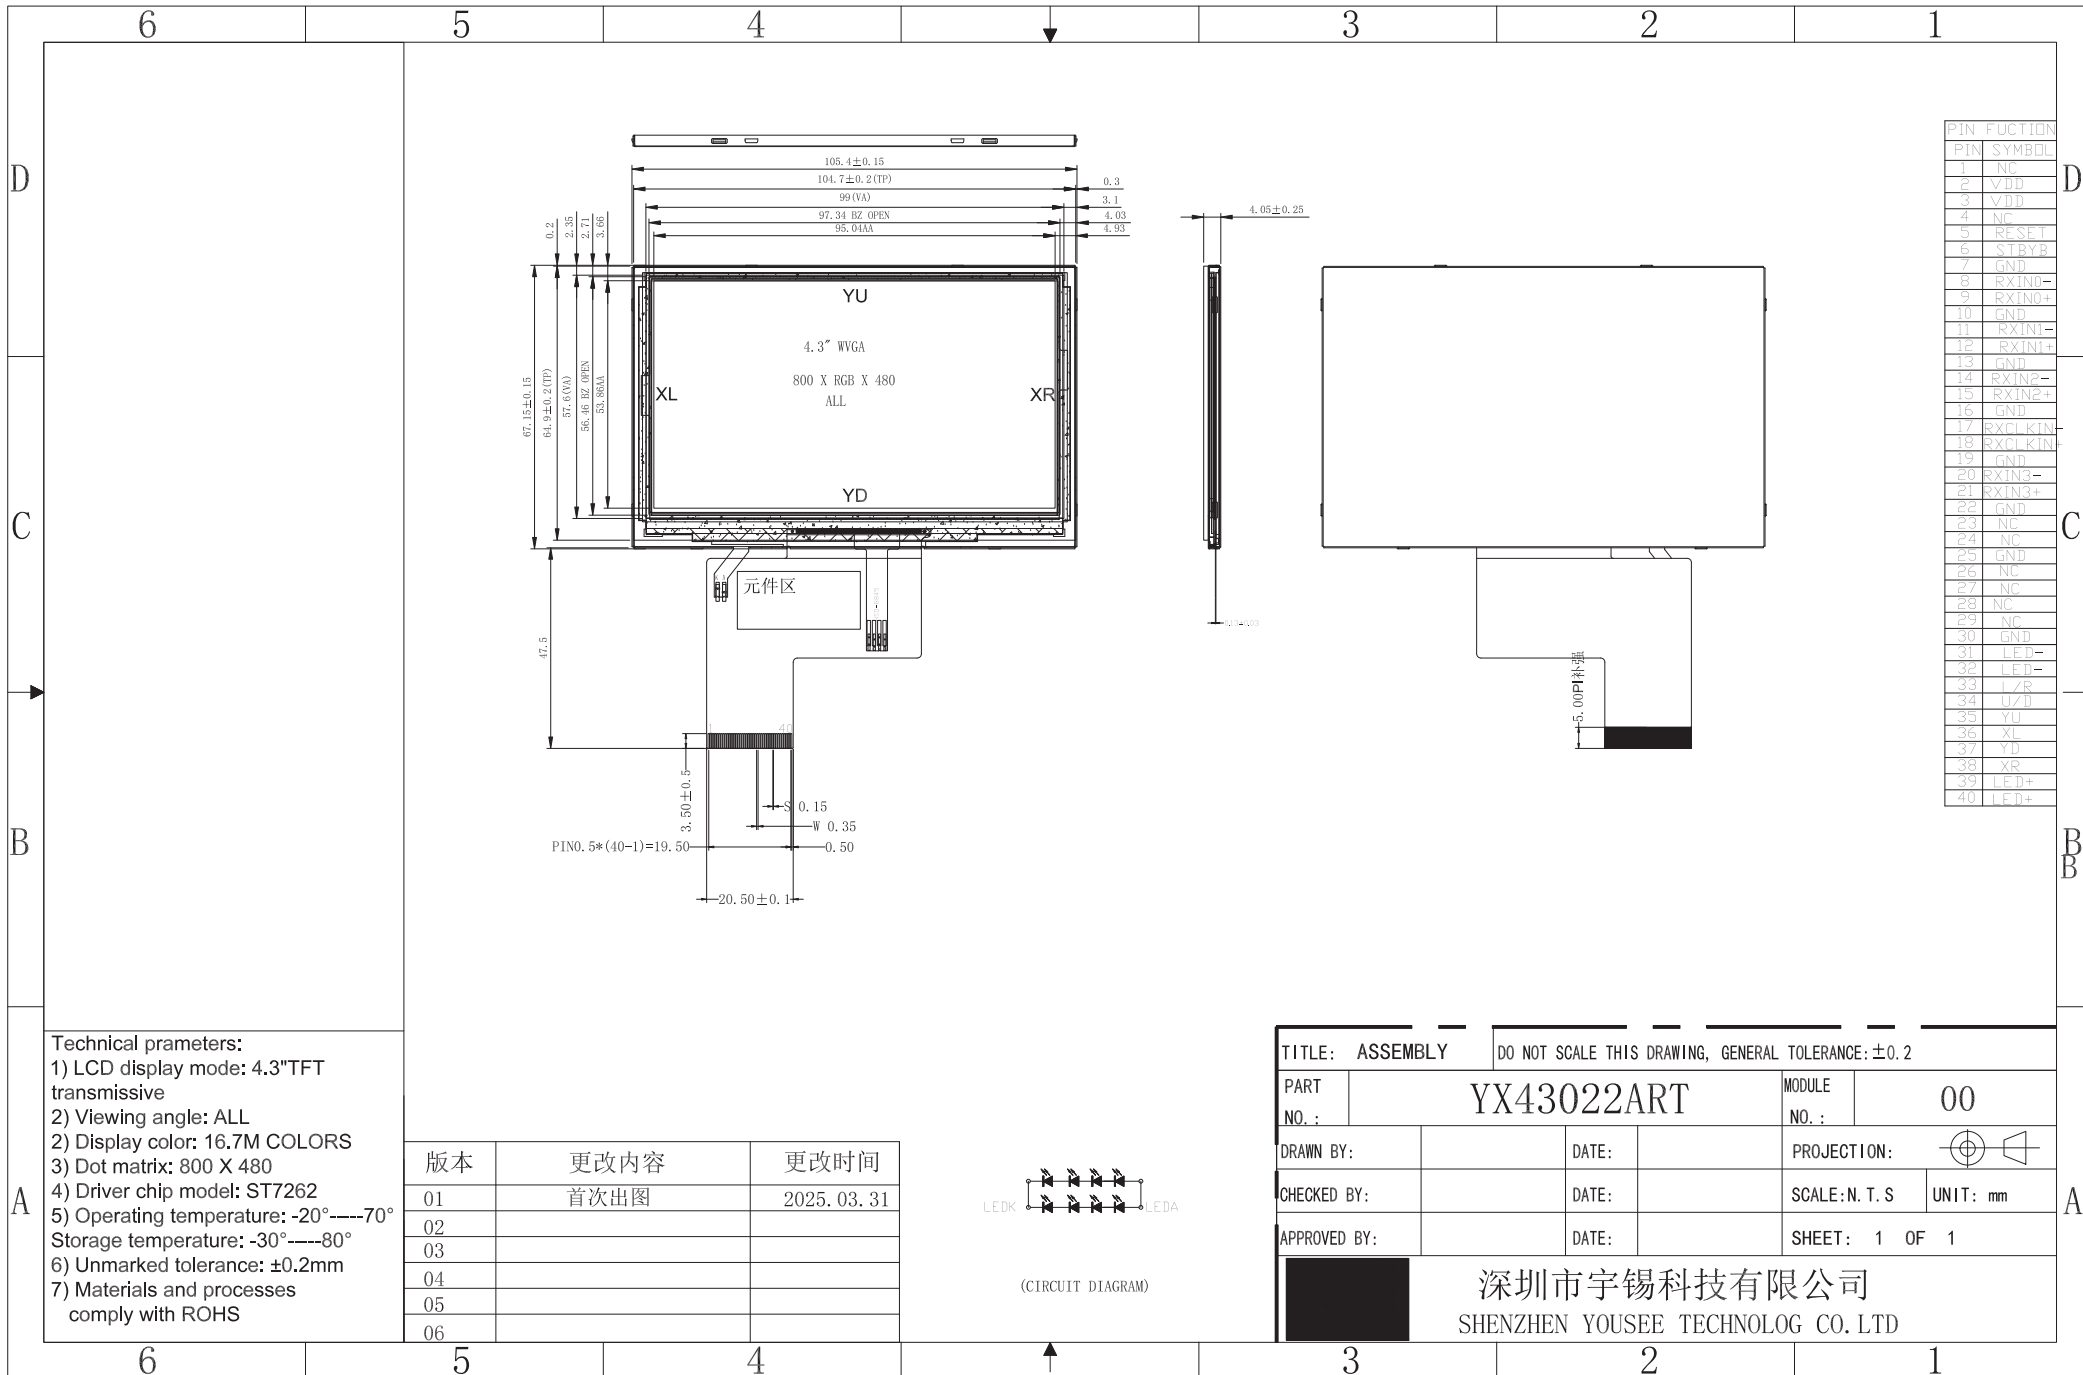 6 5 4 3 2 1
D
D
C
C
B
B
B
A
A
105.4±0.15
104.7±0.2(TP)
99(VA)
97.34 BZ OPEN
95.04AA
0.3
3.1
4.03
4.93
0.2
2.35
2.71
3.66
67.15±0.15
64.9±0.2(TP)
57.6(VA)
56.46 BZ OPEN
53.86AA
YU
4.3" WVGA
800 X RGB X 480
ALL
XL
XR
YD
元件区
47.5
1 40
3.50±0.5
S 0.15
W 0.35
PIN0.5*(40-1)=19.50
0.50
20.50±0.1
4.05±0.25
5.00PI补强
PIN FUCTION
PIN SYMBOL
1 NC
2 VDD
3 VDD
4 NC
5 RESET
6 STBYB
7 GND
8 RXIN0-
9 RXIN0+
10 GND
11 RXIN1-
12 RXIN1+
13 GND
14 RXIN2-
15 RXIN2+
16 GND
17 RXCLKIN-
18 RXCLKIN+
19 GND
20 RXIN3-
21 RXIN3+
22 GND
23 NC
24 NC
25 GND
26 NC
27 NC
28 NC
29 NC
30 GND
31 LED-
32 LED-
33 L/R
34 U/D
35 YU
36 XL
37 YD
38 XR
39 LED+
40 LED+
Technical prameters:
1) LCD display mode: 4.3"TFT
transmissive
2) Viewing angle: ALL
2) Display color: 16.7M COLORS
3) Dot matrix: 800 X 480
4) Driver chip model: ST7262
5) Operating temperature: -20°----70°
Storage temperature: -30°----80°
6) Unmarked tolerance: ±0.2mm
7) Materials and processes
comply with ROHS
版本 更改内容 更改时间
01 首次出图 2025.03.31
02
03
04
05
06
LEDK LEDA
(CIRCUIT DIAGRAM)
TITLE: ASSEMBLY DO NOT SCALE THIS DRAWING, GENERAL TOLERANCE:±0.2
PART NO.: YX43022ART MODULE NO.: 00
DRAWN BY: DATE: PROJECTION:
CHECKED BY: DATE: SCALE:N.T.S UNIT: mm
APPROVED BY: DATE: SHEET: 1 OF 1
深圳市宇锡科技有限公司
SHENZHEN YOUSEE TECHNOLOG CO.LTD
6 5 4 3 2 1